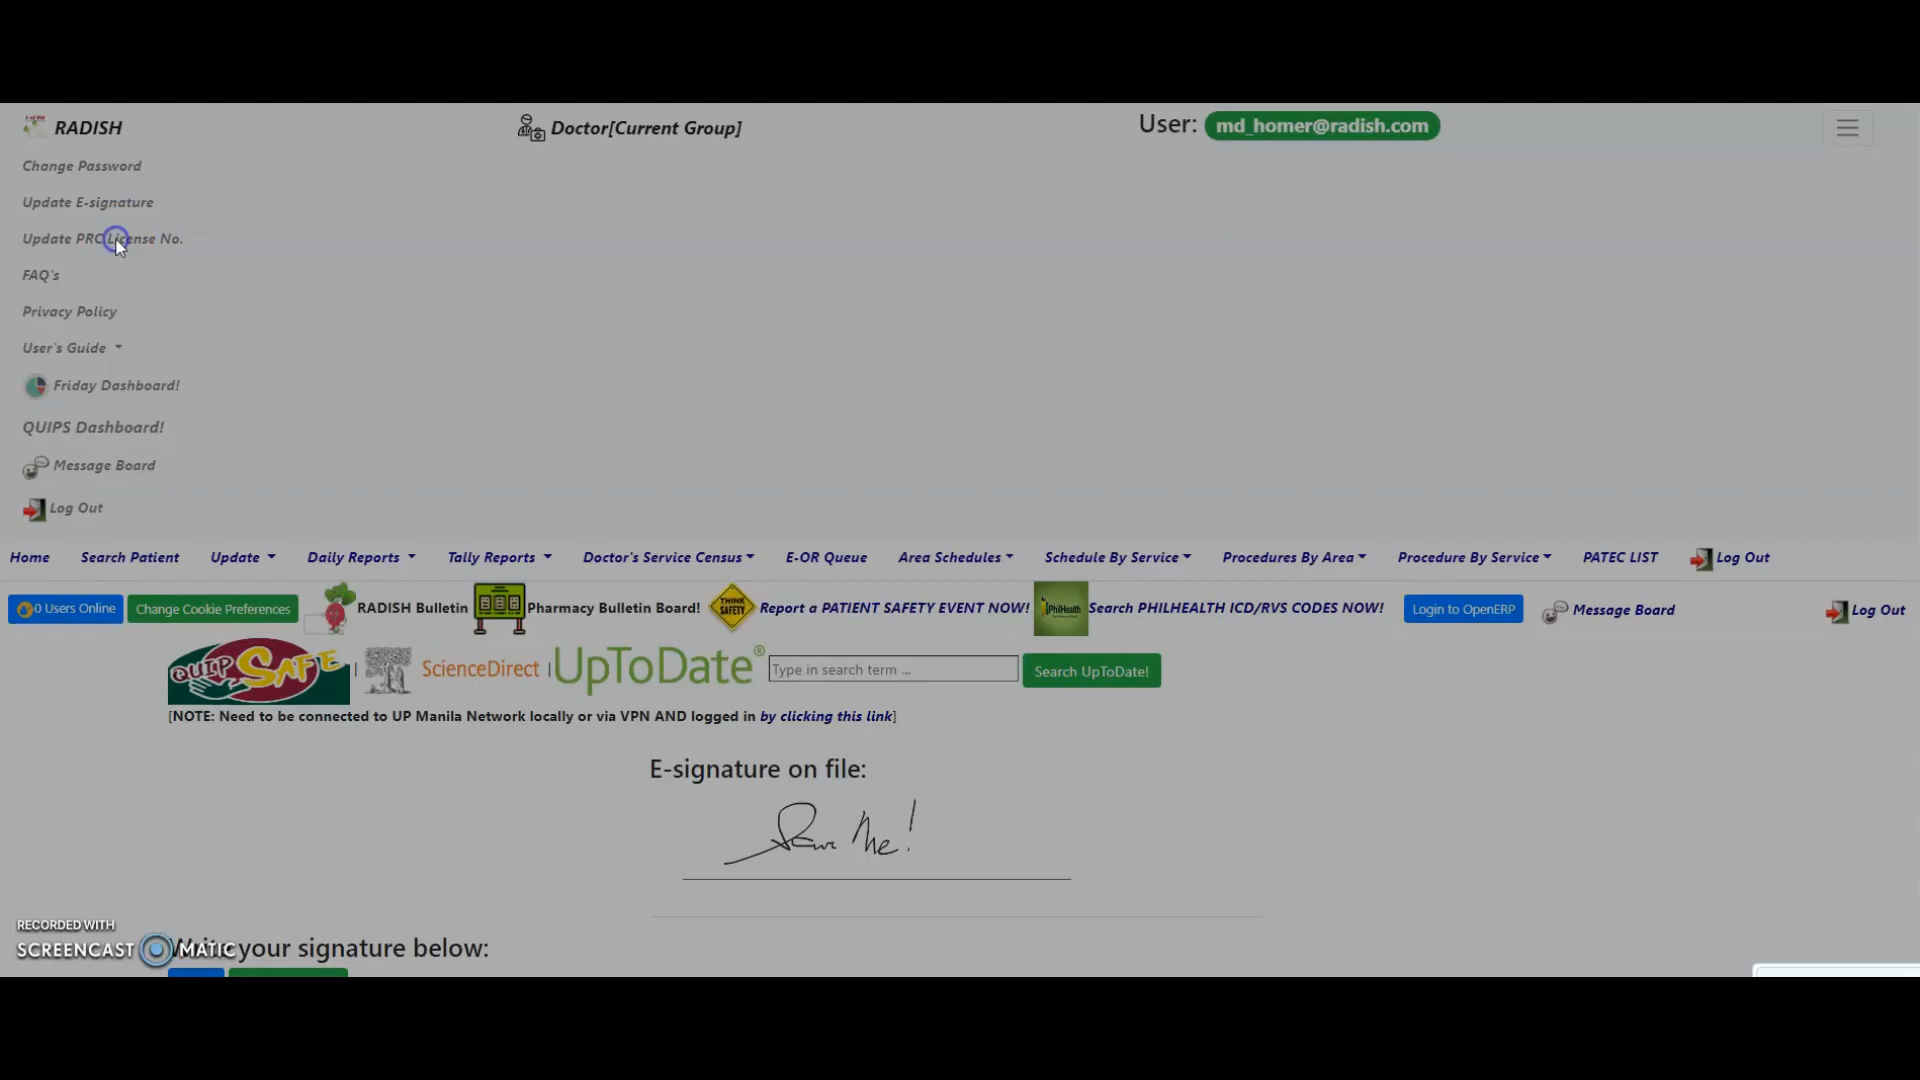 RADISH
Doctor[Current Group]
User: md_homer@radish.com
Change Password
Update E-signature
Update PRC License No.
FAQ's
Privacy Policy
User's Guide
Friday Dashboard!
QUIPS Dashboard!
Message Board
Log Out
Home Search Patient Update Daily Reports Tally Reports Doctor's Service Census E-OR Queue Area Schedules Schedule By Service Procedures By Area Procedure By Service PATEC LIST Log Out
0 Users Online Change Cookie Preferences RADISH Bulletin Pharmacy Bulletin Board! THINK SAFETY Report a PATIENT SAFETY EVENT NOW! PhilHealth Search PHILHEALTH ICD/RVS CODES NOW! Login to OpenERP Message Board Log Out
QUIP SAFE | ScienceDirect | UpToDate® Type in search term ... Search UpToDate!
[NOTE: Need to be connected to UP Manila Network locally or via VPN AND logged in by clicking this link]
E-signature on file:
Me!
RECORDED WITH
SCREENCAST MATIC
your signature below: